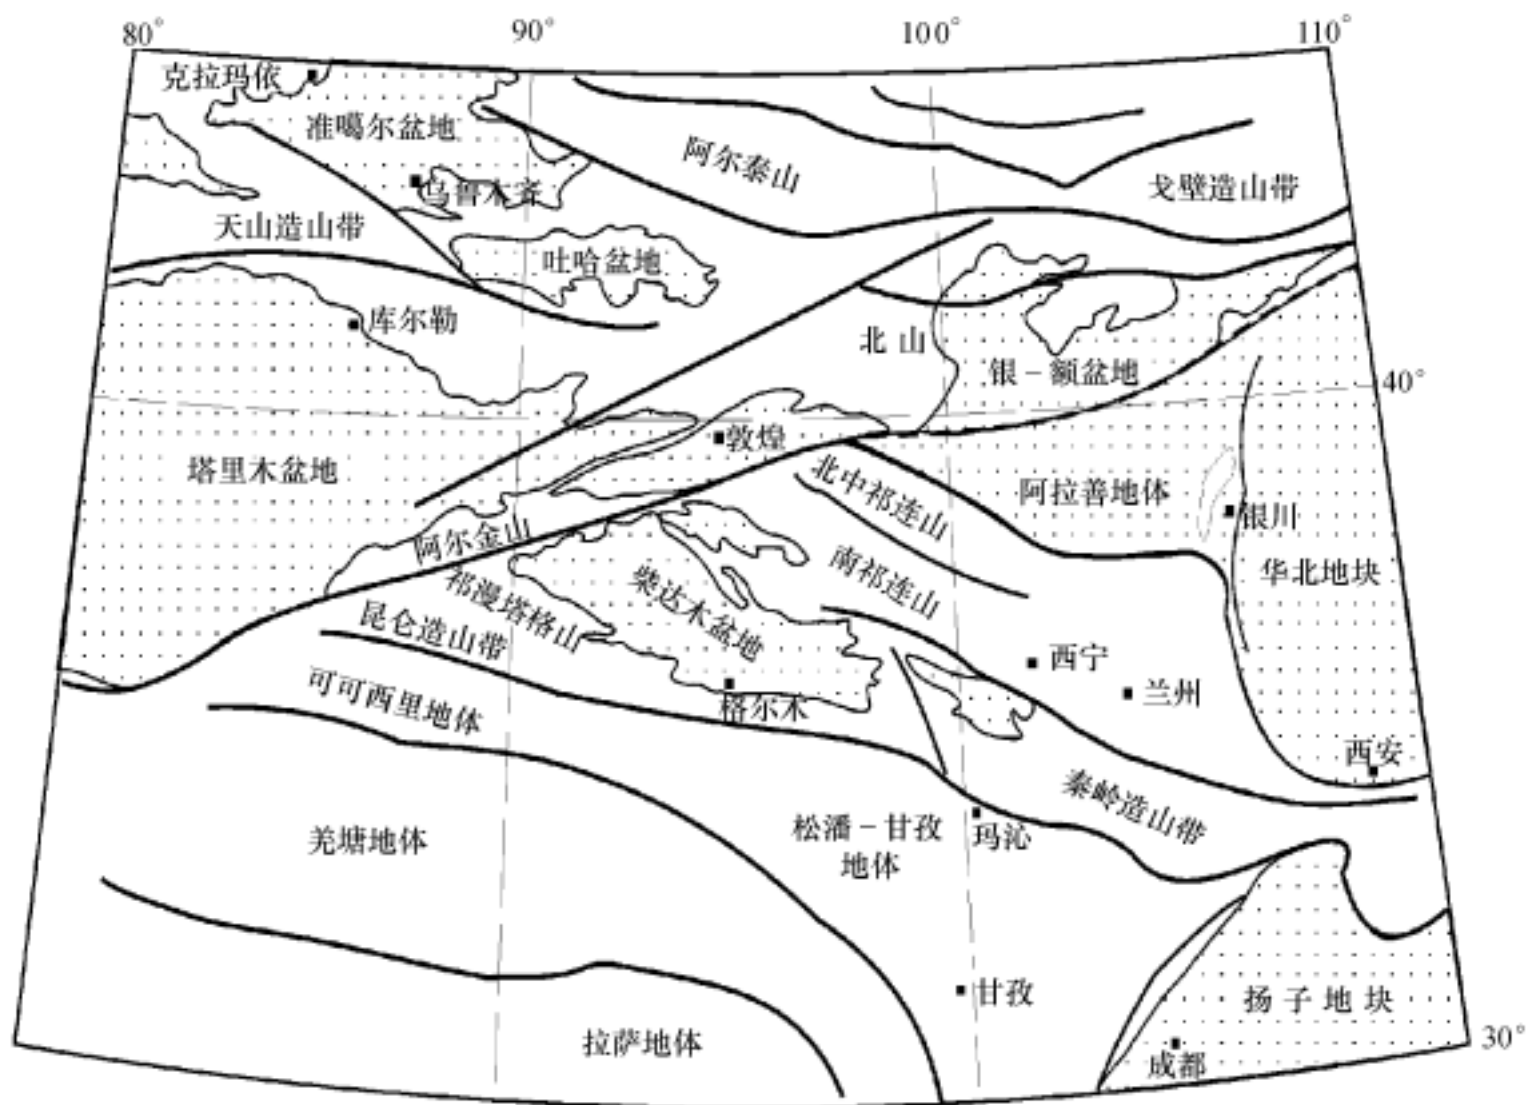 80°
90°
100°
110°
克拉玛依
准噶尔盆地
阿尔泰山
戈壁造山带
乌鲁木齐
天山造山带
吐哈盆地
库尔勒
北山
银－额盆地
40°
敦煌
塔里木盆地
北中祁连山
阿拉善地体
银川
阿尔金山
南祁连山
华北地块
祁漫塔格山
柴达木盆地
昆仑造山带
西宁
可可西里地体
格尔木
兰州
西安
秦岭造山带
羌塘地体
松潘－甘孜
地体
玛沁
甘孜
扬子地块
拉萨地体
成都
30°